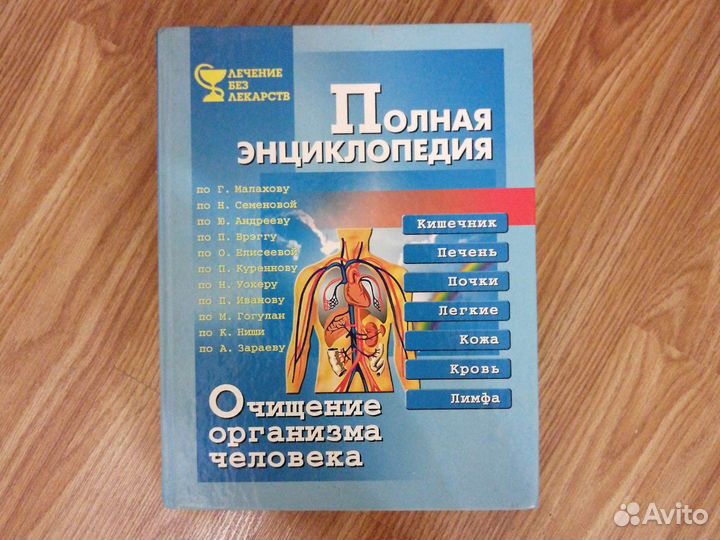 ЛЕЧЕНИЕ
БЕЗ
ЛЕКАРСТВ
Полная
энциклопедия
по Г. Малахову
по Н. Семеновой
по Ю. Андрееву
по П. Брэггу
по О. Елисеевой
по П. Куреннову
по Н. Уокеру
по П. Иванову
по М. Гогулан
по К. Ниши
по А. Зараеву
Кишечник
Печень
Почки
Легкие
Кожа
Кровь
Лимфа
Очищение
организма
человека
Avito